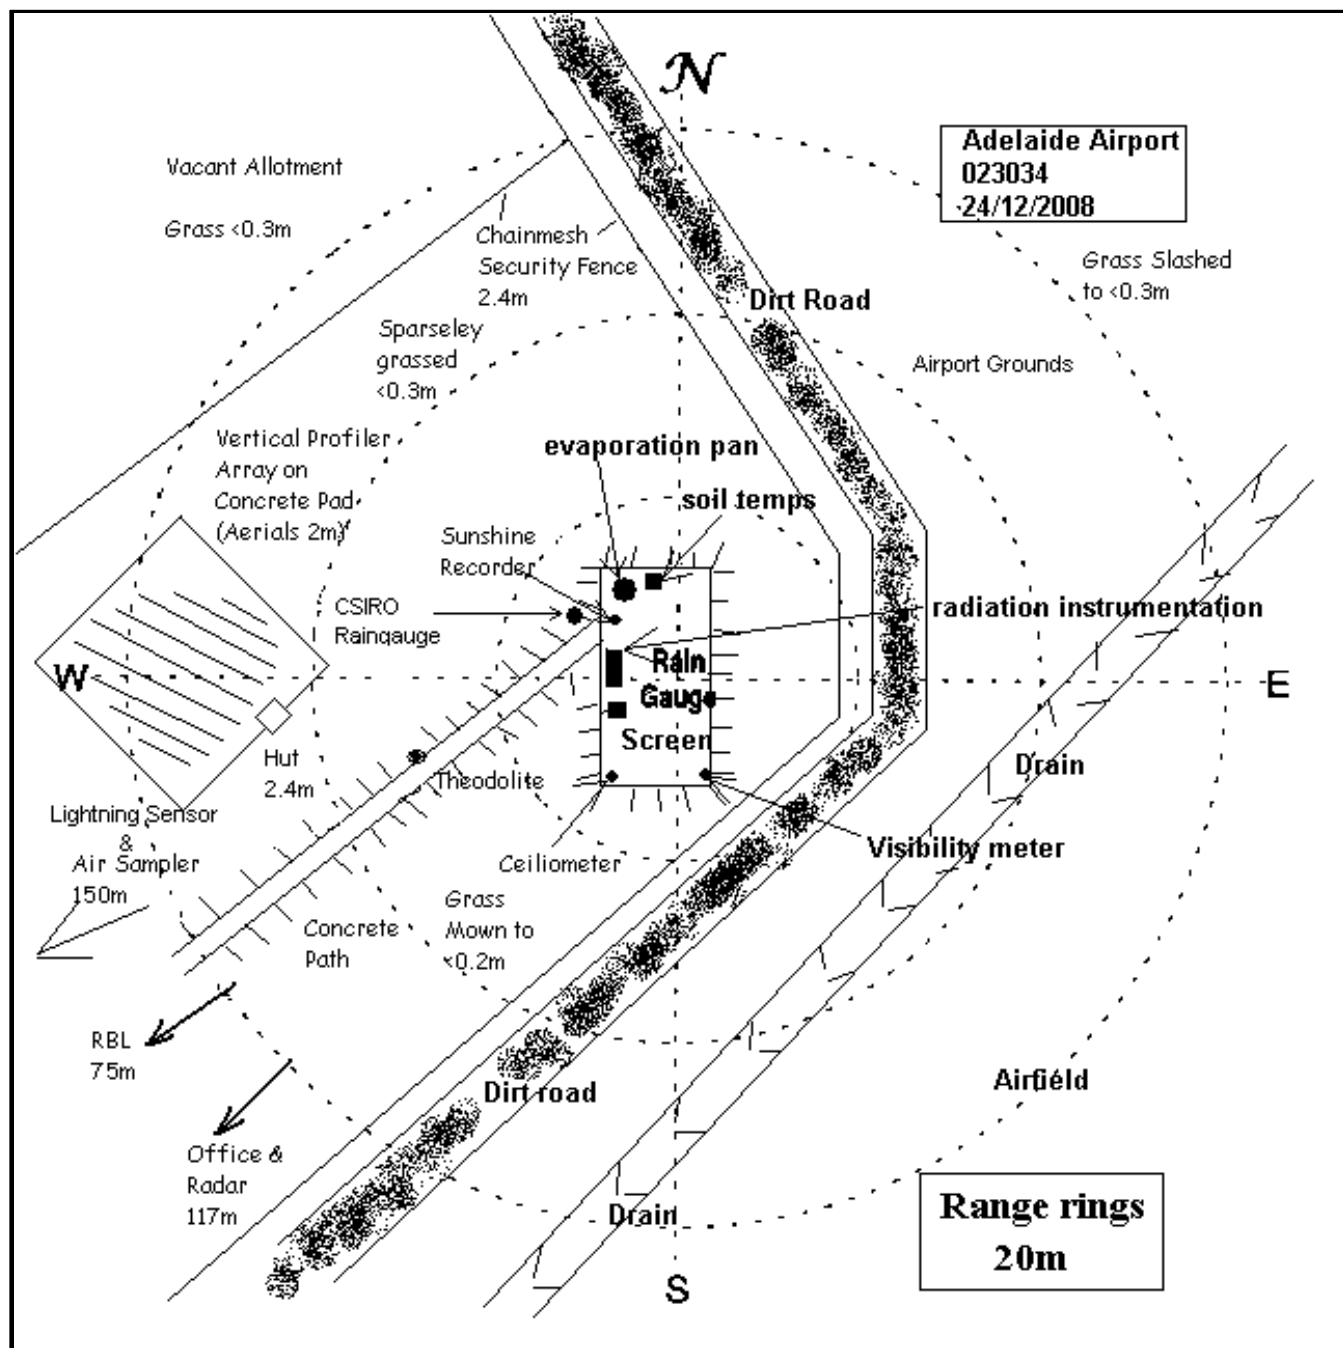 N
Adelaide Airport
023034
24/12/2008
Vacant Allotment
Grass <0.3m
Chainmesh
Security Fence
2.4m
Grass Slashed
to <0.3m
Dirt Road
Sparseley
grassed
<0.3m
Airport Grounds
Vertical Profiler
Array on
Concrete Pad
(Aerials 2m)
evaporation pan
soil temps
Sunshine
Recorder
CSIRO
Raingauge
radiation instrumentation
Rain
Gauge
W
E
Screen
Hut
2.4m
Theodolite
Drain
Lightning Sensor
&
Air Sampler
150m
Ceiliometer
Visibility meter
Grass
Mown to
<0.2m
Concrete
Path
RBL
75m
Dirt road
Airfield
Office &
Radar
117m
Drain
Range rings
20m
S